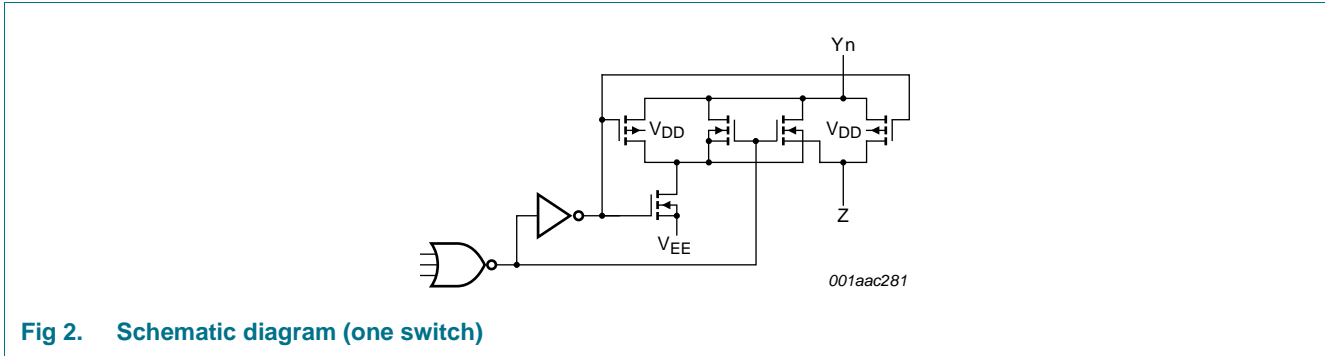 Yn
VDD VDD
Z
VEE
001aac281
Fig 2. Schematic diagram (one switch)